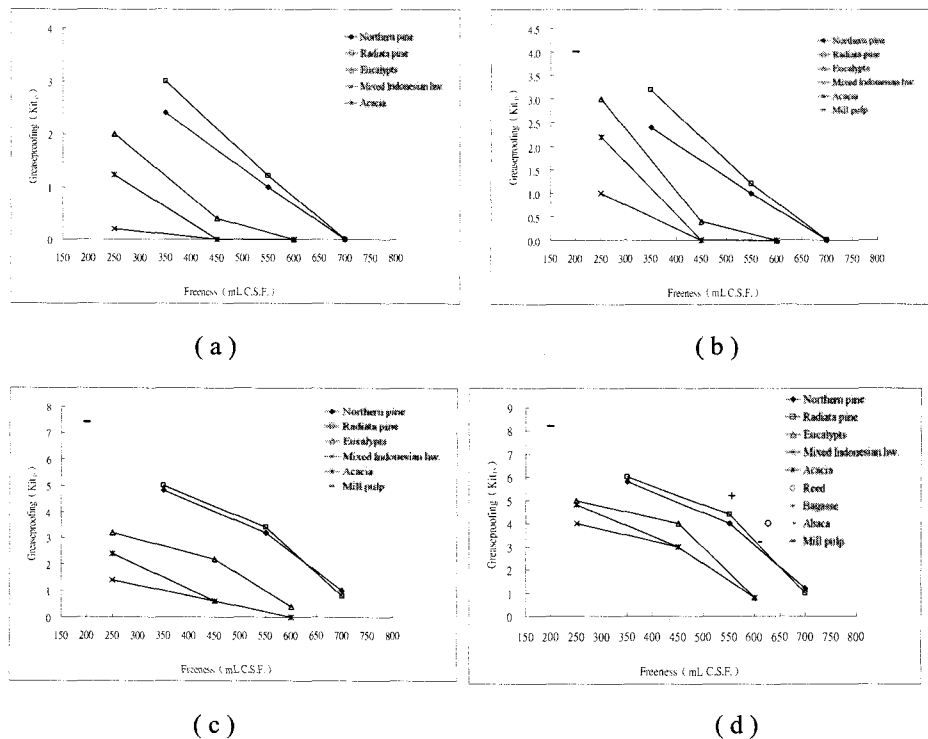 4
3
2
1
0
Greaseproofing (Kit
150 200 250 300 350 400 450 500 550 600 650 700 750 800
Freeness ( mL C.S.F. )
Northern pine
Radiata pine
Eucalypts
Mixed Indonesian hw.
Acacia
( a )
4.5
4.0
3.5
3.0
2.5
2.0
1.5
1.0
0.5
0.0
Greaseproofing (Kit
150 200 250 300 350 400 450 500 550 600 650 700 750 800
Freeness ( mL C.S.F. )
Northern pine
Radiata pine
Eucalypts
Mixed Indonesian hw.
Acacia
Mill pulp
( b )
8
7
6
5
4
3
2
1
0
Greaseproofing (Kit
150 200 250 300 350 400 450 500 550 600 650 700 750 800
Freeness ( mL C.S.F. )
Northern pine
Radiata pine
Eucalypts
Mixed Indonesian hw.
Acacia
Mill pulp
( c )
9
8
7
6
5
4
3
2
1
0
Greaseproofing (Kit
150 200 250 300 350 400 450 500 550 600 650 700 750 800
Freeness ( mL C.S.F. )
Northern pine
Radiata pine
Eucalypts
Mixed Indonesian hw.
Acacia
Reed
Bagasse
Abaca
Mill pulp
( d )